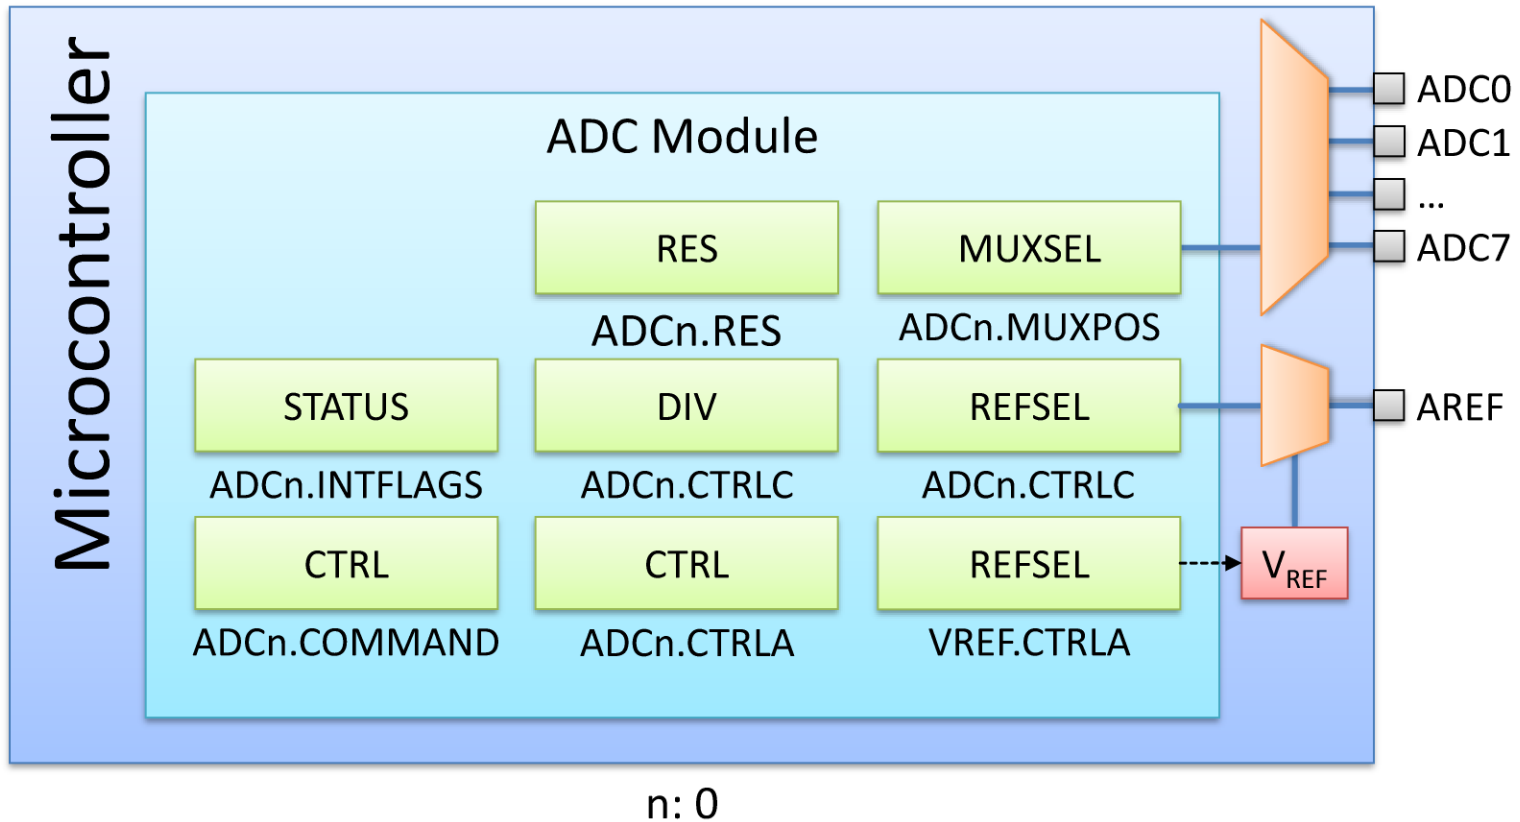 Microcontroller
ADC Module
RES
ADCn.RES
MUXSEL
ADCn.MUXPOS
STATUS
ADCn.INTFLAGS
DIV
ADCn.CTRLC
REFSEL
ADCn.CTRLC
CTRL
ADCn.COMMAND
CTRL
ADCn.CTRLA
REFSEL
VREF.CTRLA
VREF
ADC0
ADC1
...
ADC7
AREF
n: 0